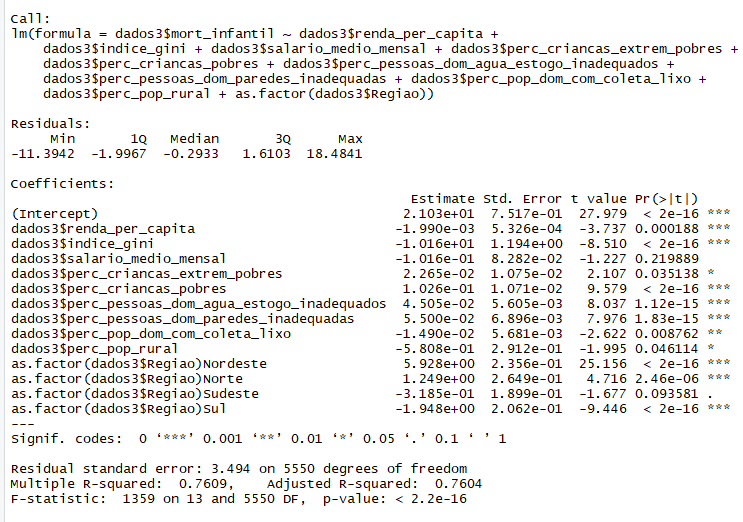 Call:
lm(formula = dados3$mort_infantil ~ dados3$renda_per_capita +
    dados3$indice_gini + dados3$salario_medio_mensal + dados3$perc_criancas_extrem_pobres +
    dados3$perc_criancas_pobres + dados3$perc_pessoas_dom_agua_estogo_inadequados +
    dados3$perc_pessoas_dom_paredes_inadequadas + dados3$perc_pop_dom_com_coleta_lixo +
    dados3$perc_pop_rural + as.factor(dados3$Regiao))
Residuals:
     Min       1Q   Median       3Q      Max
-11.3942  -1.9967  -0.2933   1.6103  18.4841
Coefficients:
                                                Estimate Std. Error t value Pr(>|t|)
(Intercept)                                    2.103e+01  7.517e-01  27.979  < 2e-16 ***
dados3$renda_per_capita                       -1.990e-03  5.326e-04  -3.737 0.000188 ***
dados3$indice_gini                            -1.016e+01  1.194e+00  -8.510  < 2e-16 ***
dados3$salario_medio_mensal                   -1.016e-01  8.282e-02  -1.227 0.219889
dados3$perc_criancas_extrem_pobres             2.265e-02  1.075e-02   2.107 0.035138 *
dados3$perc_criancas_pobres                    1.026e-01  1.071e-02   9.579  < 2e-16 ***
dados3$perc_pessoas_dom_agua_estogo_inadequados  4.505e-02  5.605e-03   8.037 1.12e-15 ***
dados3$perc_pessoas_dom_paredes_inadequadas    5.500e-02  6.896e-03   7.976 1.83e-15 ***
dados3$perc_pop_dom_com_coleta_lixo           -1.490e-02  5.681e-03  -2.622 0.008762 **
dados3$perc_pop_rural                         -5.808e-01  2.912e-01  -1.995 0.046114 *
as.factor(dados3$Regiao)Nordeste               5.928e+00  2.356e-01  25.156  < 2e-16 ***
as.factor(dados3$Regiao)Norte                  1.249e+00  2.649e-01   4.716 2.46e-06 ***
as.factor(dados3$Regiao)Sudeste               -3.185e-01  1.899e-01  -1.677 0.093581 .
as.factor(dados3$Regiao)Sul                   -1.948e+00  2.062e-01  -9.446  < 2e-16 ***
---
Signif. codes:  0 ‘***’ 0.001 ‘**’ 0.01 ‘*’ 0.05 ‘.’ 0.1 ‘ ’ 1
Residual standard error: 3.494 on 5550 degrees of freedom
Multiple R-squared:  0.7609,    Adjusted R-squared:  0.7604
F-statistic:  1359 on 13 and 5550 DF,  p-value: < 2.2e-16